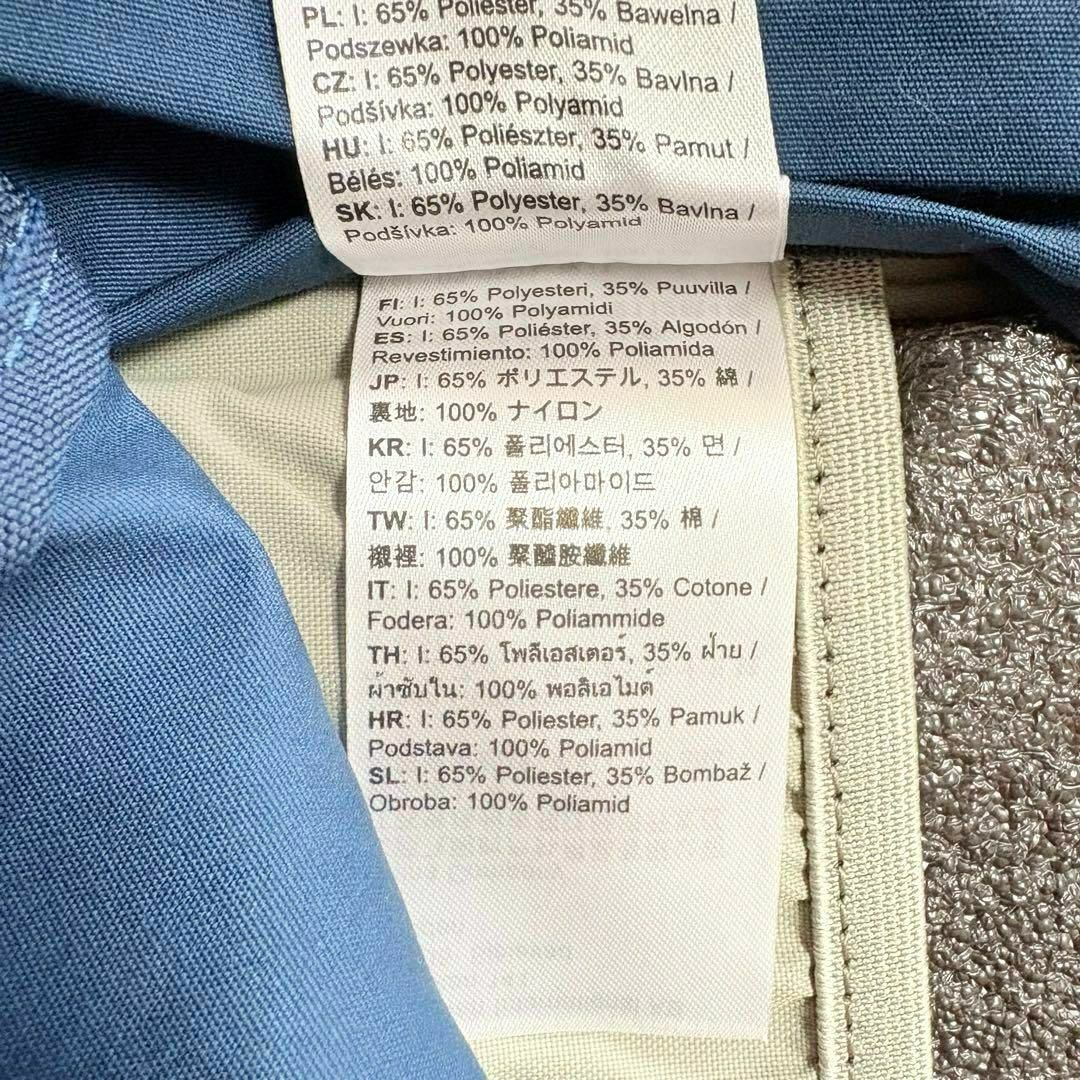 PL: I: 65% Poliester, 35% Bawelna /
Podszewka: 100% Poliamid
CZ: I: 65% Polyester, 35% Bavlna /
Podšívka: 100% Polyamid
HU: I: 65% Poliészter, 35% Pamut /
Bélés: 100% Poliamid
SK: I: 65% Polyester, 35% Bavlna /
Podšívka: 100% Polyamid
FI: I: 65% Polyesteri, 35% Puuvilla /
Vuori: 100% Polyamidi
ES: I: 65% Poliéster, 35% Algodón /
Revestimiento: 100% Poliamida
JP: I: 65% ポリエステル, 35% 綿 /
裏地: 100% ナイロン
KR: I: 65% 폴리에스터, 35% 면 /
안감: 100% 폴리아마이드
TW: I: 65% 聚酯纖維, 35% 棉 /
襯裡: 100% 聚醯胺纖維
IT: I: 65% Poliestere, 35% Cotone /
Fodera: 100% Poliammide
TH: I: 65% โพลีเอสเตอร์, 35% ฝ้าย /
ผ้าซับใน: 100% พอลิเอไมด์
HR: I: 65% Poliester, 35% Pamuk /
Podstava: 100% Poliamid
SL: I: 65% Poliester, 35% Bombaž /
Obroba: 100% Poliamid